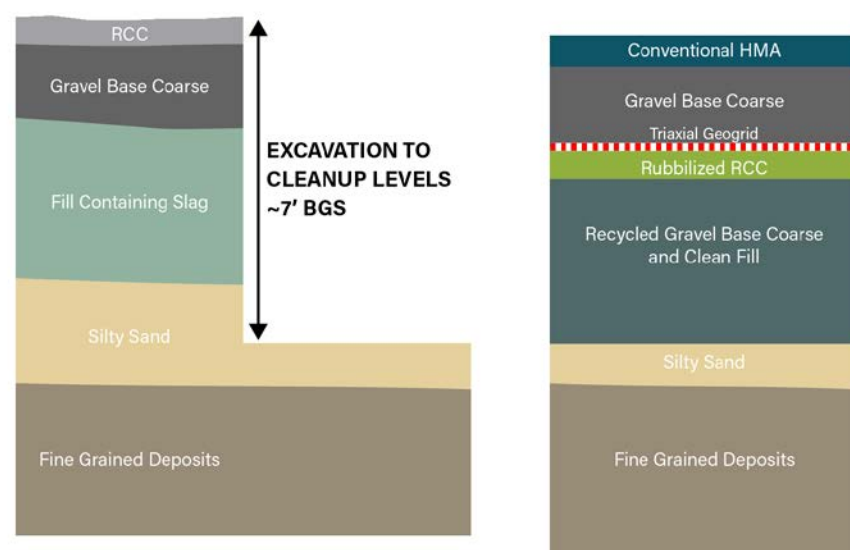 RCC
Gravel Base Coarse
Fill Containing Slag
Silty Sand
Fine Grained Deposits
EXCAVATION TO
CLEANUP LEVELS
~7' BGS
Conventional HMA
Gravel Base Coarse
Triaxial Geogrid
Rubbilized RCC
Recycled Gravel Base Coarse
and Clean Fill
Silty Sand
Fine Grained Deposits